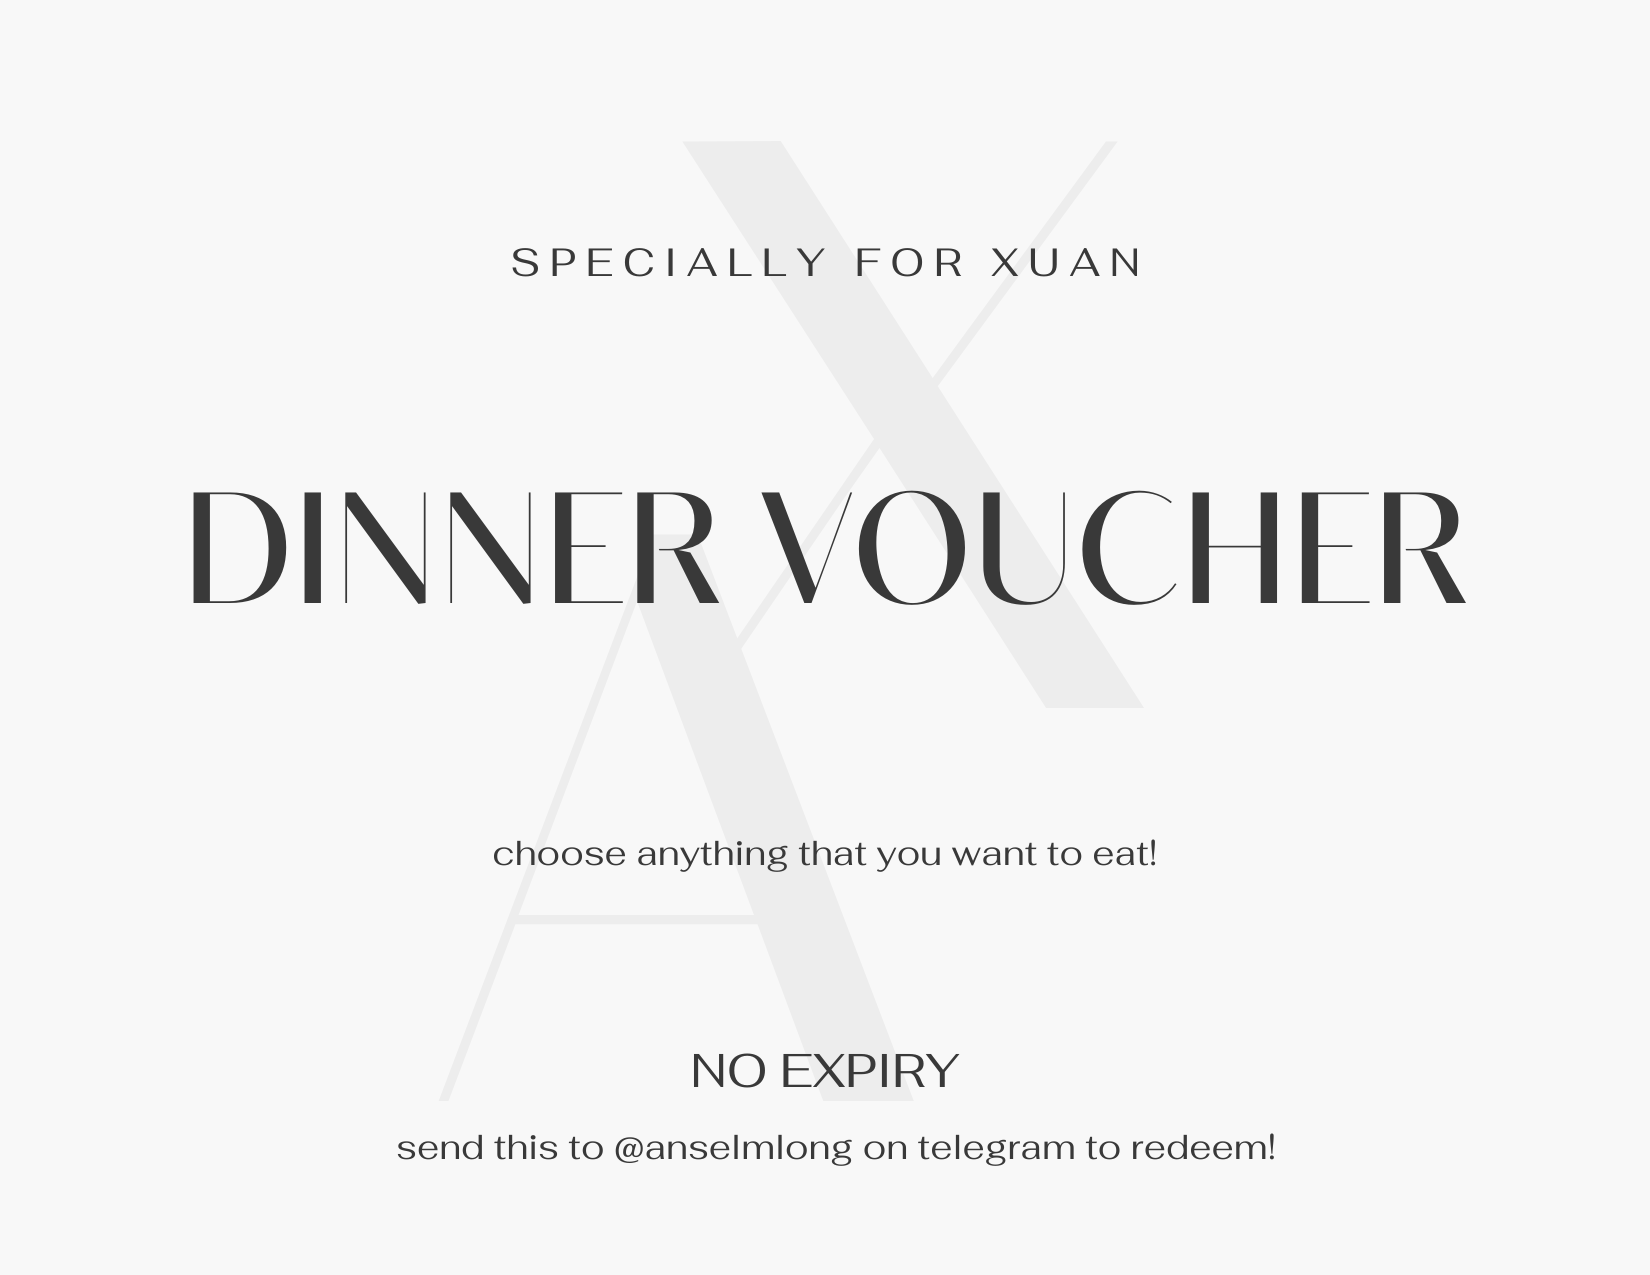 X
A
SPECIALLY FOR XUAN
DINNER VOUCHER
choose anything that you want to eat!
NO EXPIRY
send this to @anselmlong on telegram to redeem!